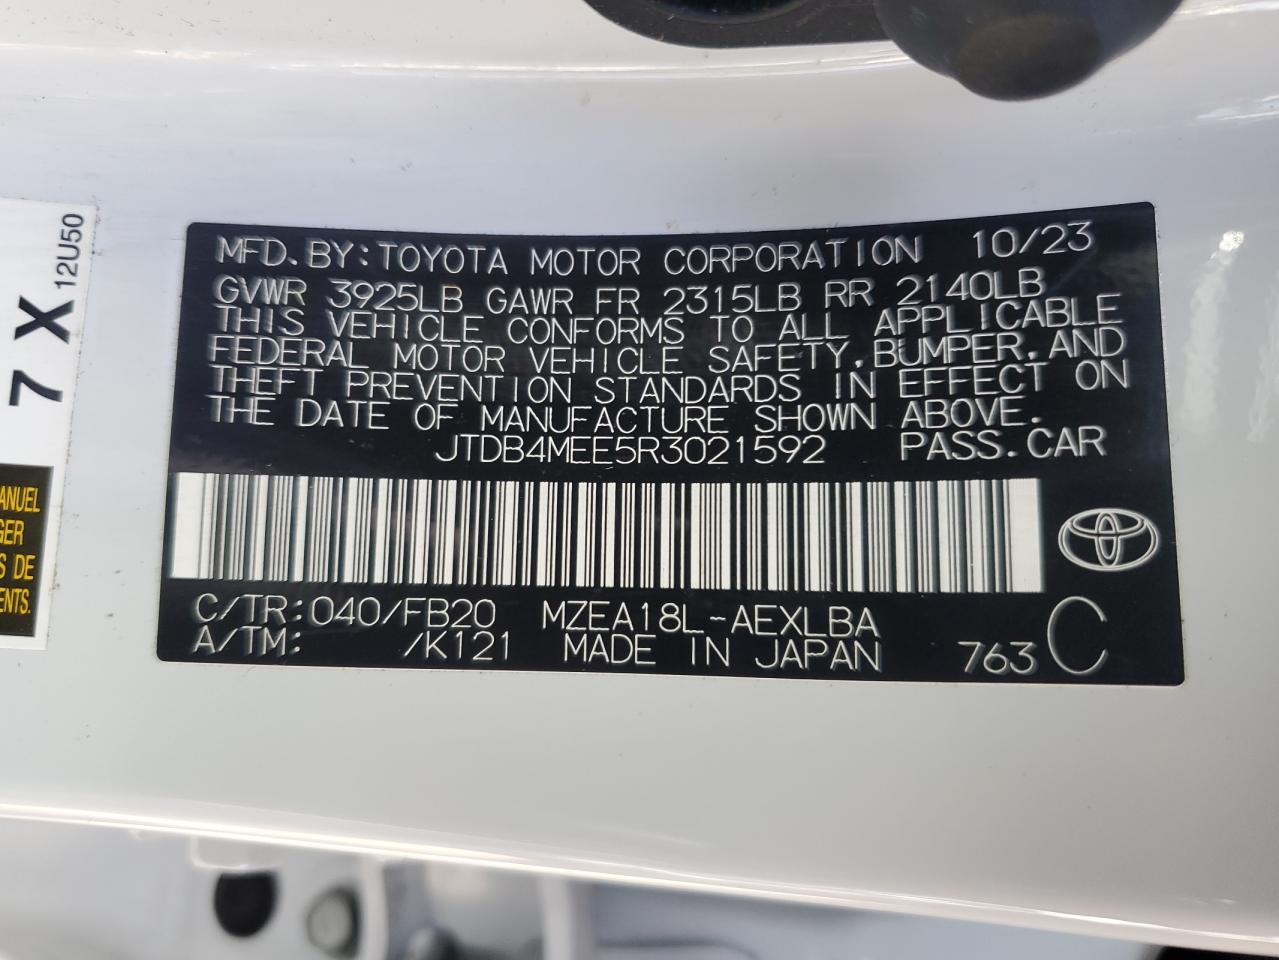 7 X 12U50
ANUEL
GER
S DE
ENTS.
MFD. BY: TOYOTA MOTOR CORPORATION 10/23
GVWR 3925LB GAWR FR 2315LB RR 2140LB
THIS VEHICLE CONFORMS TO ALL APPLICABLE
FEDERAL MOTOR VEHICLE SAFETY, BUMPER, AND
THEFT PREVENTION STANDARDS IN EFFECT ON
THE DATE OF MANUFACTURE SHOWN ABOVE.
JTDB4MEE5R3021592 PASS. CAR
C/TR: 040/FB20 MZEA18L-AEXLBA
A/TM: /K121 MADE IN JAPAN 763 C